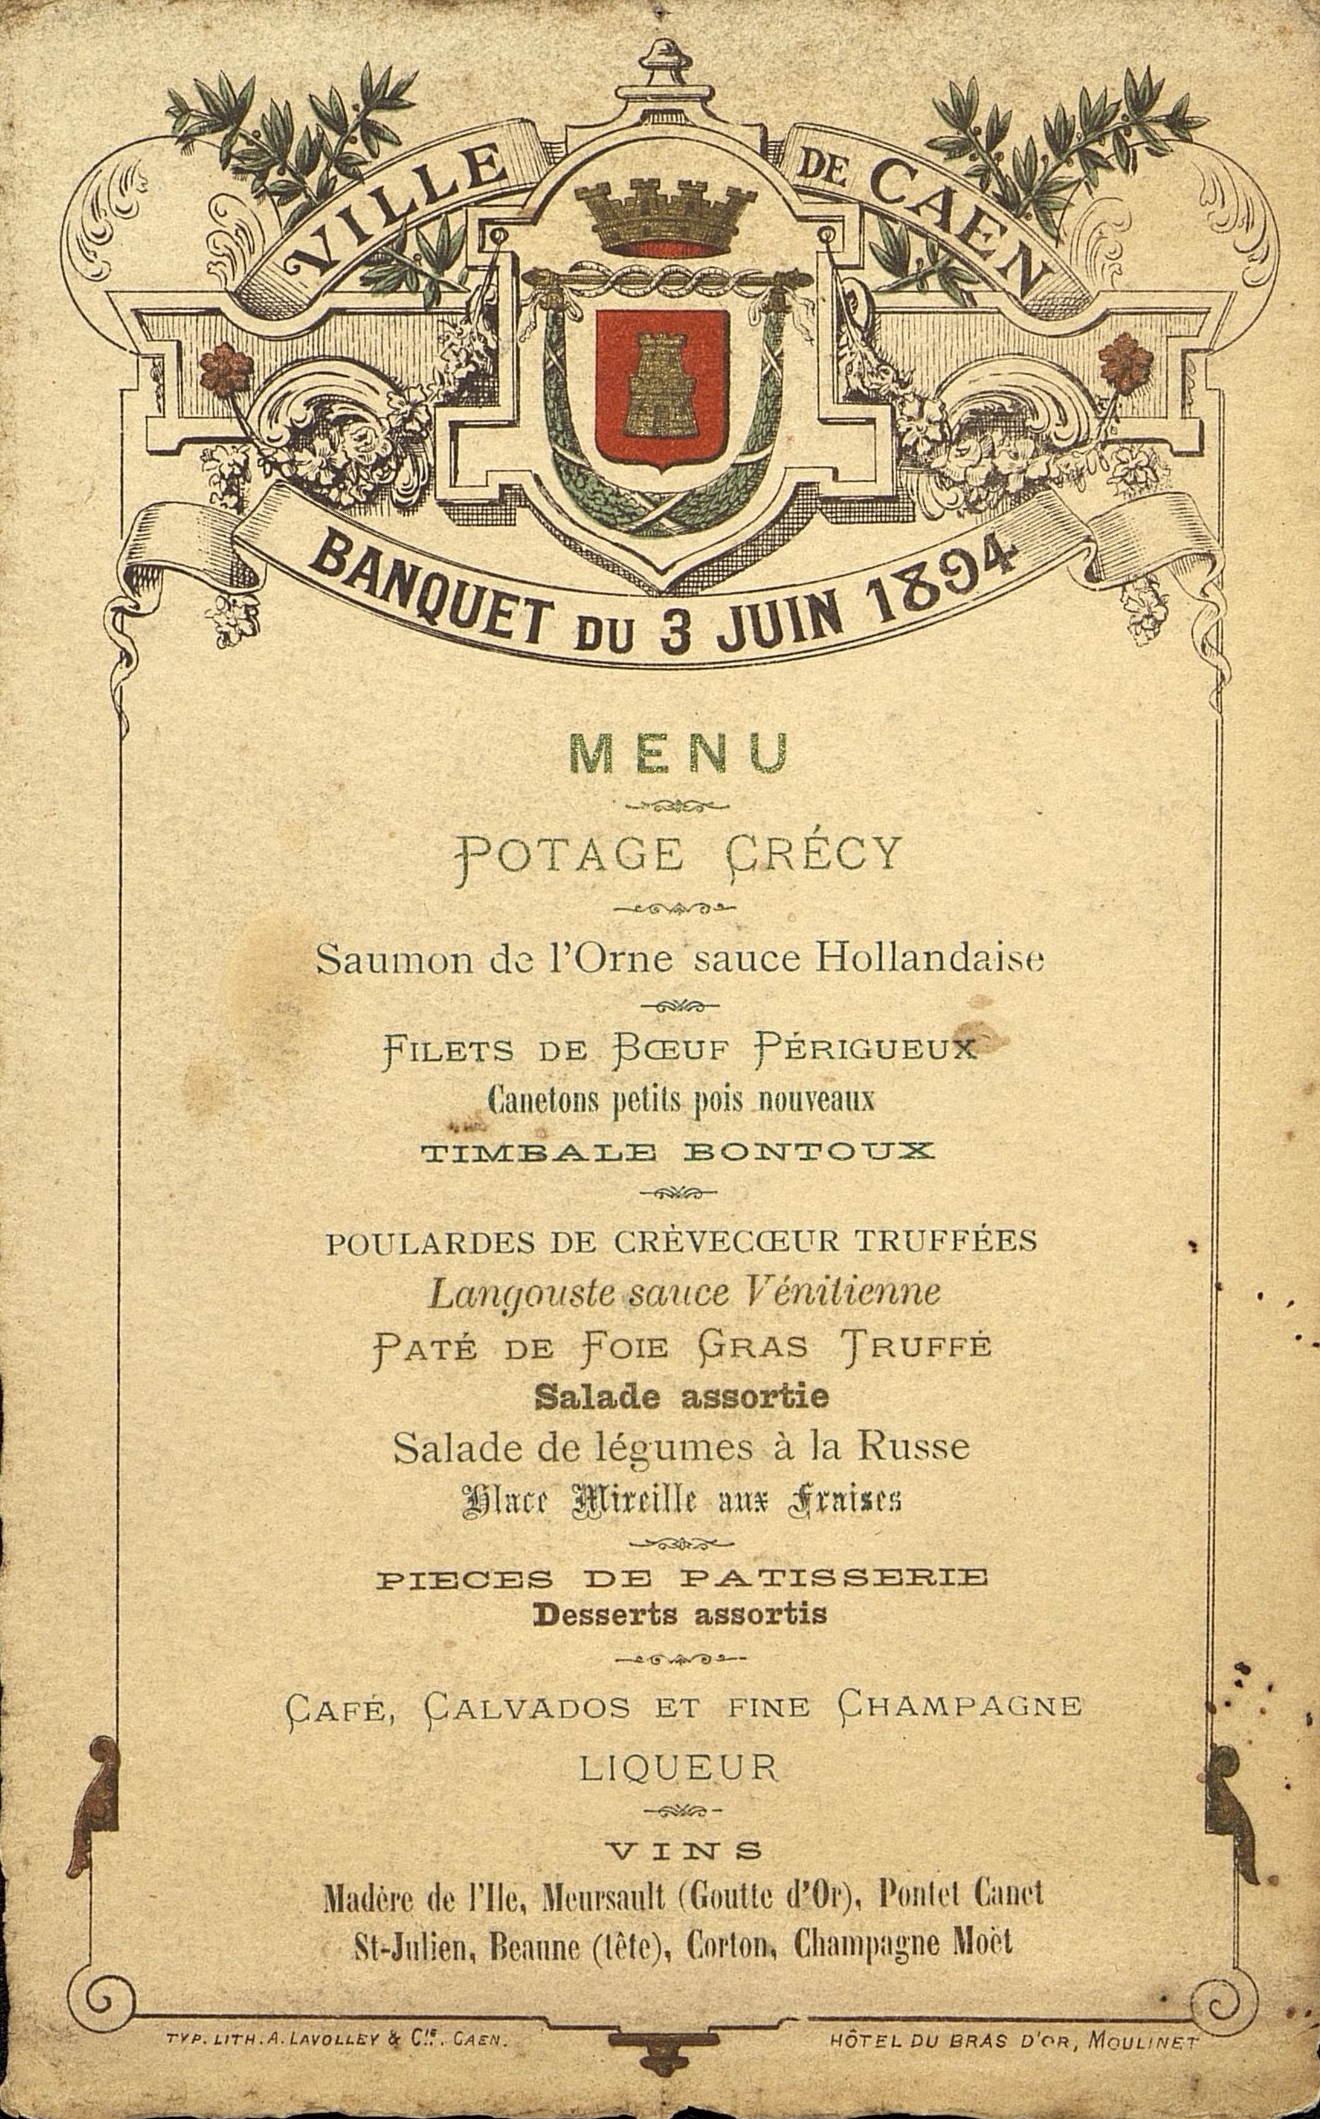 VILLE DE CAEN
BANQUET DU 3 JUIN 1894
MENU
POTAGE CRÉCY
Saumon de l'Orne sauce Hollandaise
FILETS DE BŒUF PÉRIGUEUX
Canetons petits pois nouveaux
TIMBALE BONTOUX
POULARDES DE CRÈVECŒUR TRUFFÉES
Langouste sauce Vénitienne
PATÉ DE FOIE GRAS TRUFFÉ
Salade assortie
Salade de légumes à la Russe
Glace Mireille aux Fraises
PIECES DE PATISSERIE
Desserts assortis
CAFÉ, CALVADOS ET FINE CHAMPAGNE
LIQUEUR
VINS
Madère de l'Ile, Meursault (Goutte d'Or), Pontet Canet
St-Julien, Beaune (tête), Corton, Champagne Moët
TYP. LITH. A. LAVOLLEY & Cie. CAEN.
HÔTEL DU BRAS D'OR, MOULINET